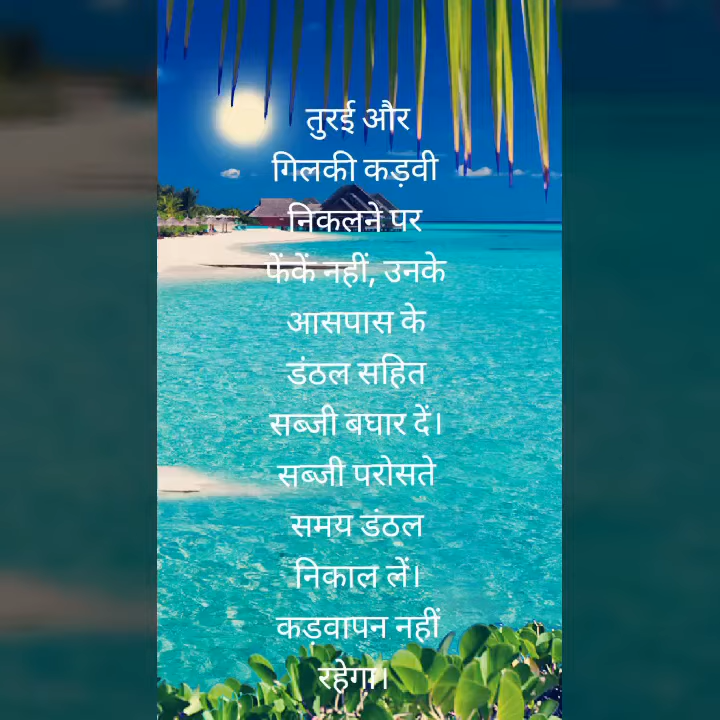 तुरई और
गिलकी कड़वी
निकलने पर
फेंकें नहीं, उनके
आसपास के
डंठल सहित
सब्जी बघार दें।
सब्जी परोसते
समय डंठल
निकाल लें।
कडवापन नहीं
रहेगा।